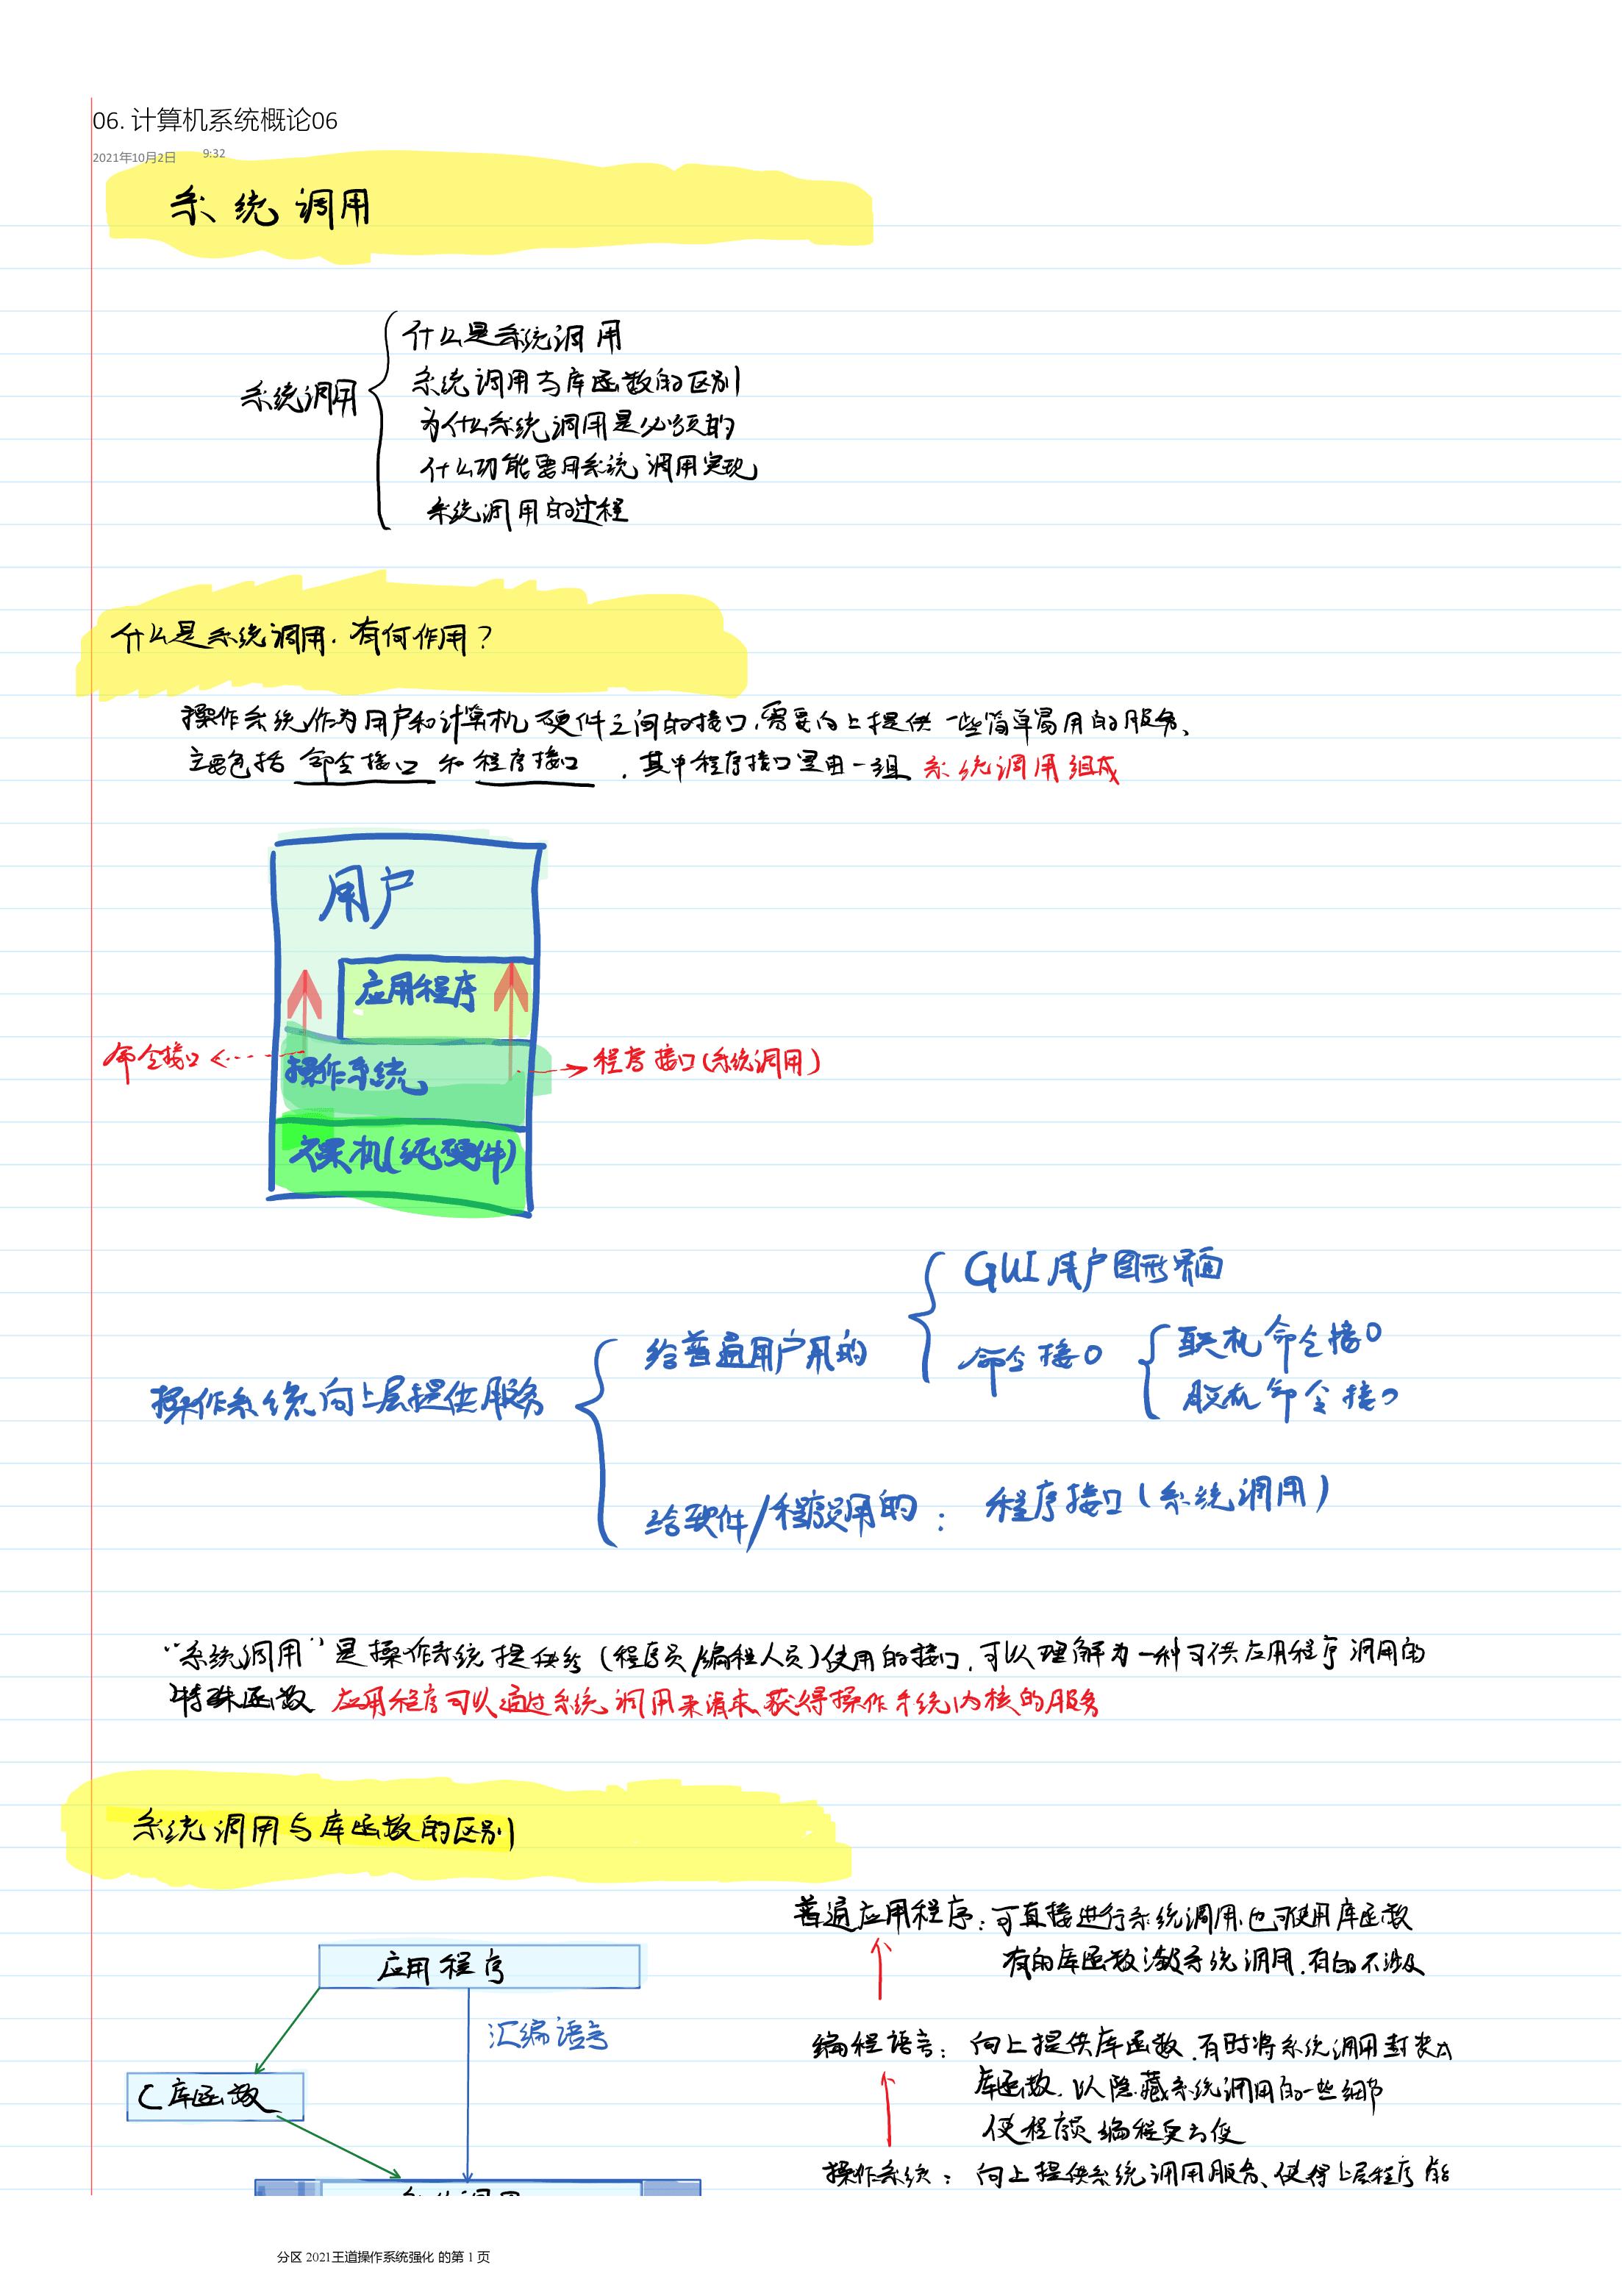 06. 计算机系统概论06
2021年10月2日 9:32
系统调用
什么是系统调用
系统调用与库函数的区别
系统调用
为什么系统调用是必须的
什么功能需用系统调用实现
系统调用的过程
什么是系统调用.有何作用?
操作系统作为用户和计算机硬件之间的接口,需要向上提供一些简单易用的服务、
主要包括 命令接口 和 程序接口 . 其中程序接口是由一组 系统调用组成
用户
应用程序
命令接口
操作系统
程序接口(系统调用)
裸机(纯硬件)
GUI 用户图形界面
给普通用户用的
命令接口
联机命令接口
脱机命令接口
操作系统向上层提供服务
给软件/程序员用的: 程序接口(系统调用)
“系统调用”是操作系统提供给(程序员/编程人员)使用的接口,可以理解为一种可供应用程序调用的
特殊函数 应用程序可以通过系统调用来请求、获得操作系统内核的服务
系统调用与库函数的区别
普通应用程序: 可直接进行系统调用,也可使用库函数
有的库函数涉及系统调用,有的不涉及
应用程序
汇编语言
编程语言: 向上提供库函数.有时将系统调用封装成
库函数.以隐藏系统调用的一些细节
使程序员编程更方便
C库函数
操作系统: 向上提供系统调用服务、使得上层程序能
分区 2021王道操作系统强化 的第 1 页